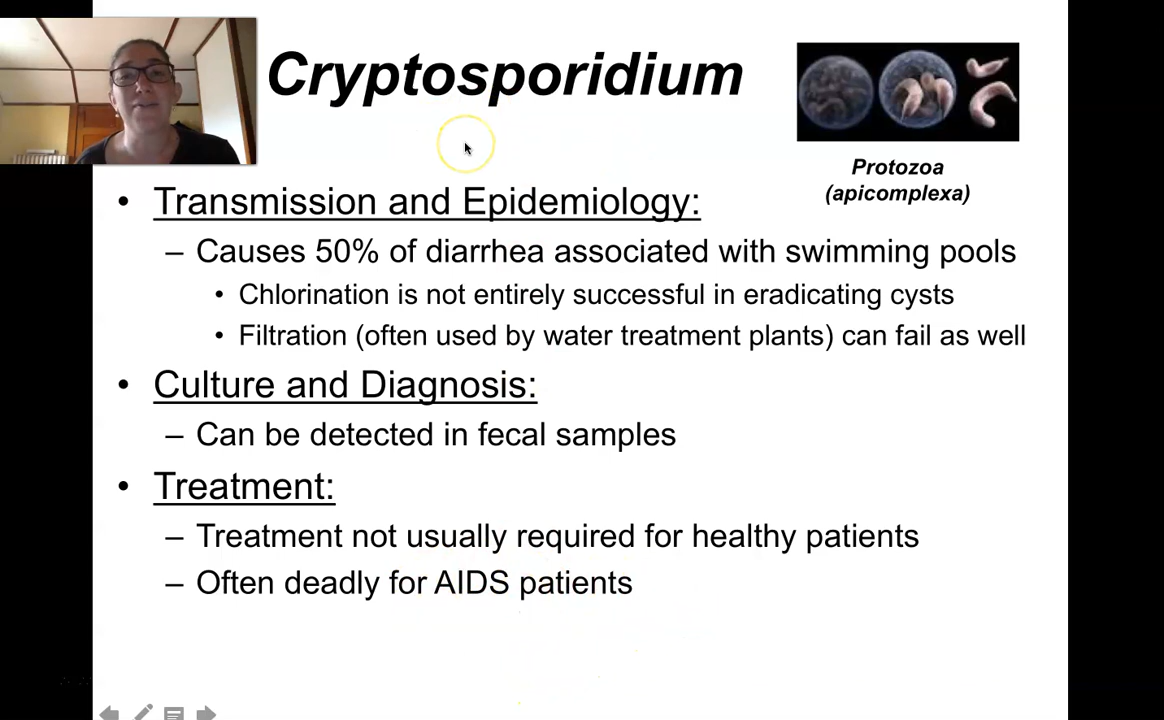 Cryptosporidium
Protozoa
(apicomplexa)
• Transmission and Epidemiology:
– Causes 50% of diarrhea associated with swimming pools
• Chlorination is not entirely successful in eradicating cysts
• Filtration (often used by water treatment plants) can fail as well
• Culture and Diagnosis:
– Can be detected in fecal samples
• Treatment:
– Treatment not usually required for healthy patients
– Often deadly for AIDS patients